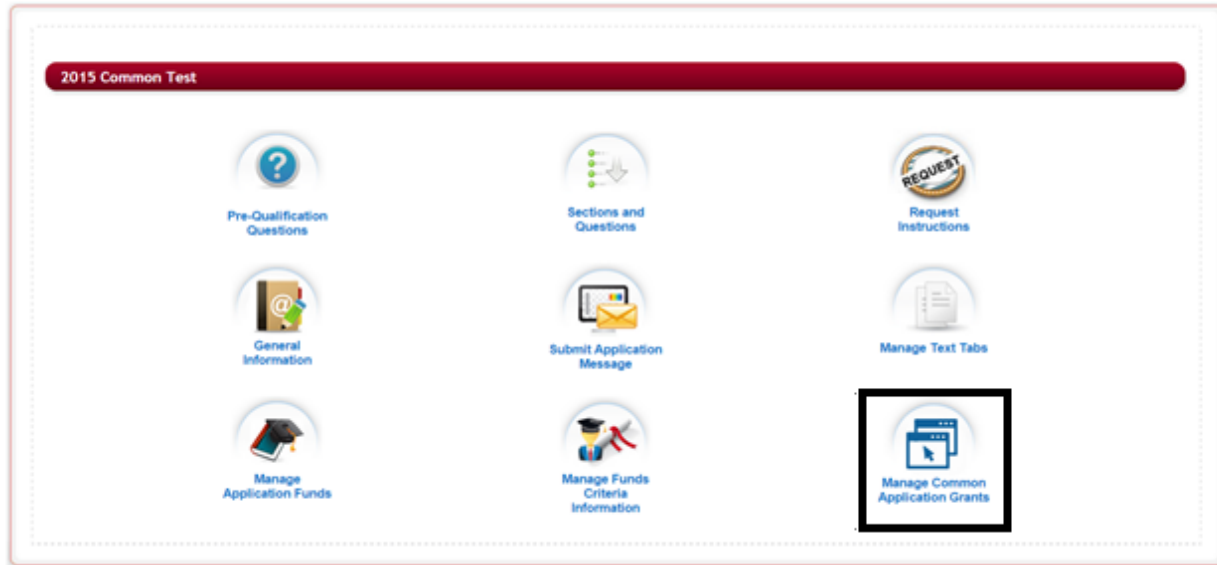 2015 Common Test
Pre-Qualification
Questions
Sections and
Questions
REQUEST
Request
Instructions
@
General
Information
Submit Application
Message
Manage Text Tabs
Manage
Application Funds
Manage Funds
Criteria
Information
Manage Common
Application Grants